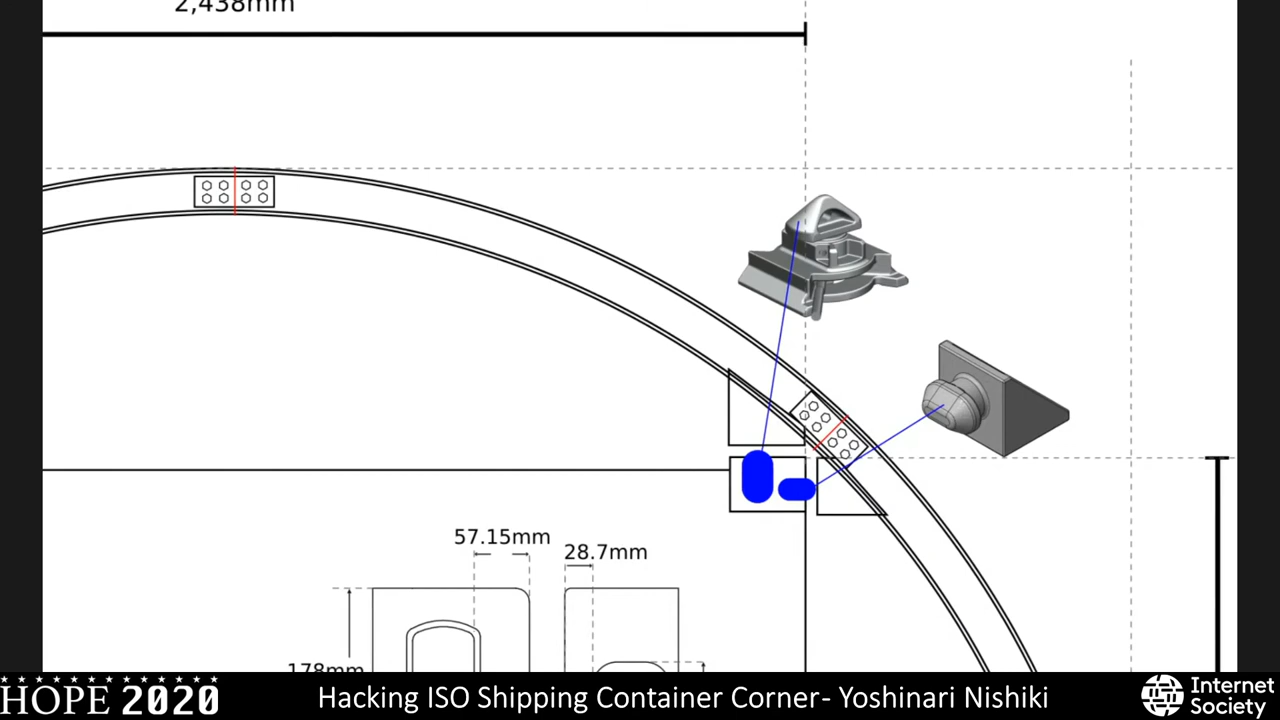 2,438mm
57.15mm
28.7mm
178mm
HOPE 2020
Hacking ISO Shipping Container Corner- Yoshinari Nishiki
Internet
Society